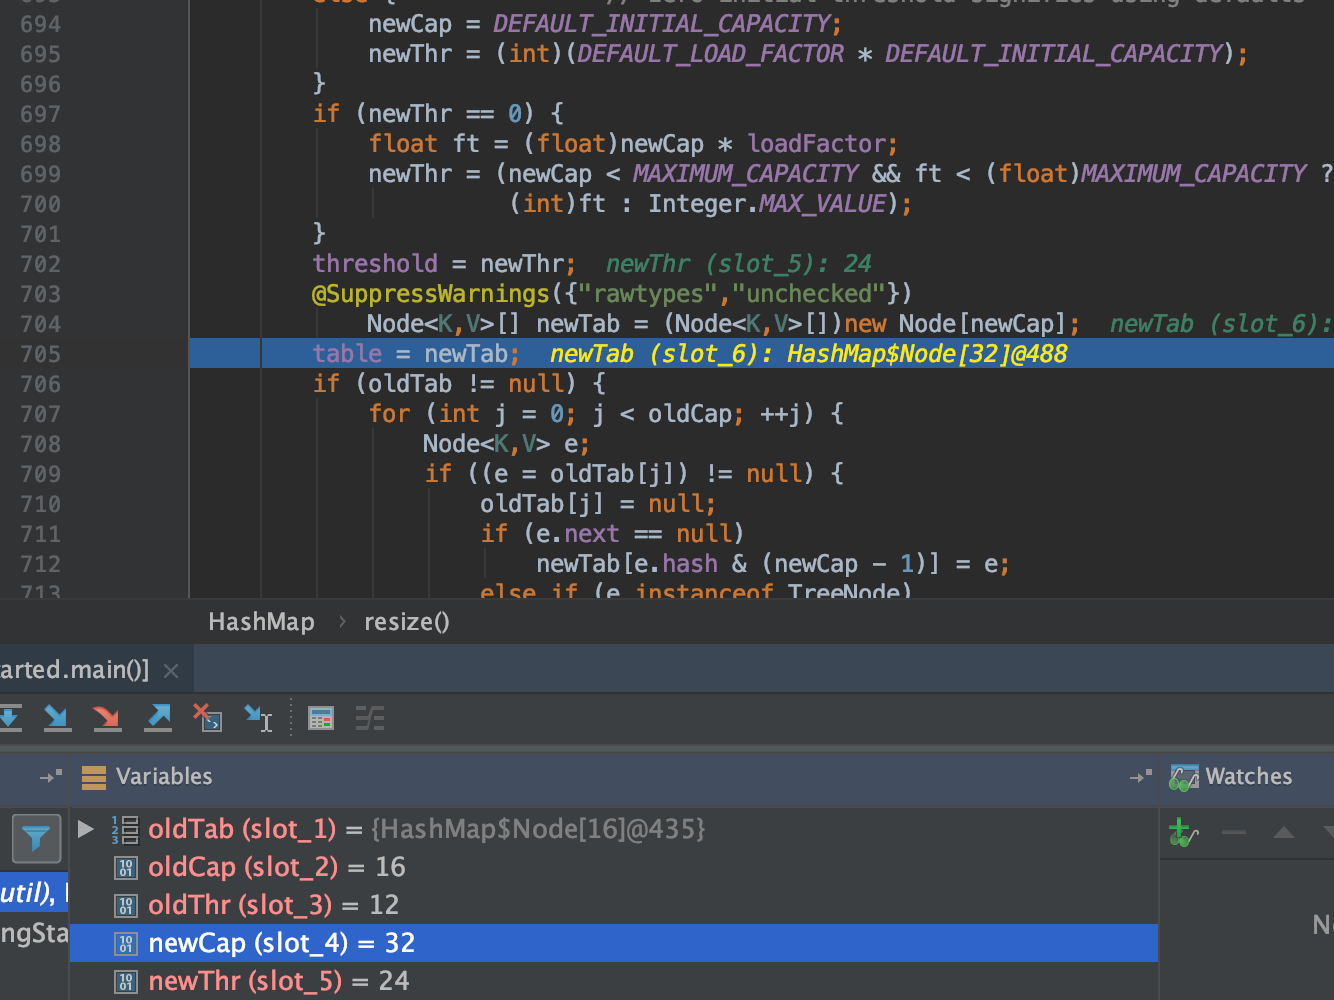 694 newCap = DEFAULT_INITIAL_CAPACITY;
695 newThr = (int)(DEFAULT_LOAD_FACTOR * DEFAULT_INITIAL_CAPACITY);
696 }
697 if (newThr == 0) {
698 float ft = (float)newCap * loadFactor;
699 newThr = (newCap < MAXIMUM_CAPACITY && ft < (float)MAXIMUM_CAPACITY ?
700 (int)ft : Integer.MAX_VALUE);
701 }
702 threshold = newThr;  newThr (slot_5): 24
703 @SuppressWarnings({"rawtypes","unchecked"})
704 Node<K,V>[] newTab = (Node<K,V>[])new Node[newCap];  newTab (slot_6):
705 table = newTab;  newTab (slot_6): HashMap$Node[32]@488
706 if (oldTab != null) {
707 for (int j = 0; j < oldCap; ++j) {
708 Node<K,V> e;
709 if ((e = oldTab[j]) != null) {
710 oldTab[j] = null;
711 if (e.next == null)
712 newTab[e.hash & (newCap - 1)] = e;
713 else if (e instanceof TreeNode)
HashMap › resize()
arted.main()] ×
Variables
Watches
oldTab (slot_1) = {HashMap$Node[16]@435}
oldCap (slot_2) = 16
oldThr (slot_3) = 12
util),
newCap (slot_4) = 32
ngSta
newThr (slot_5) = 24